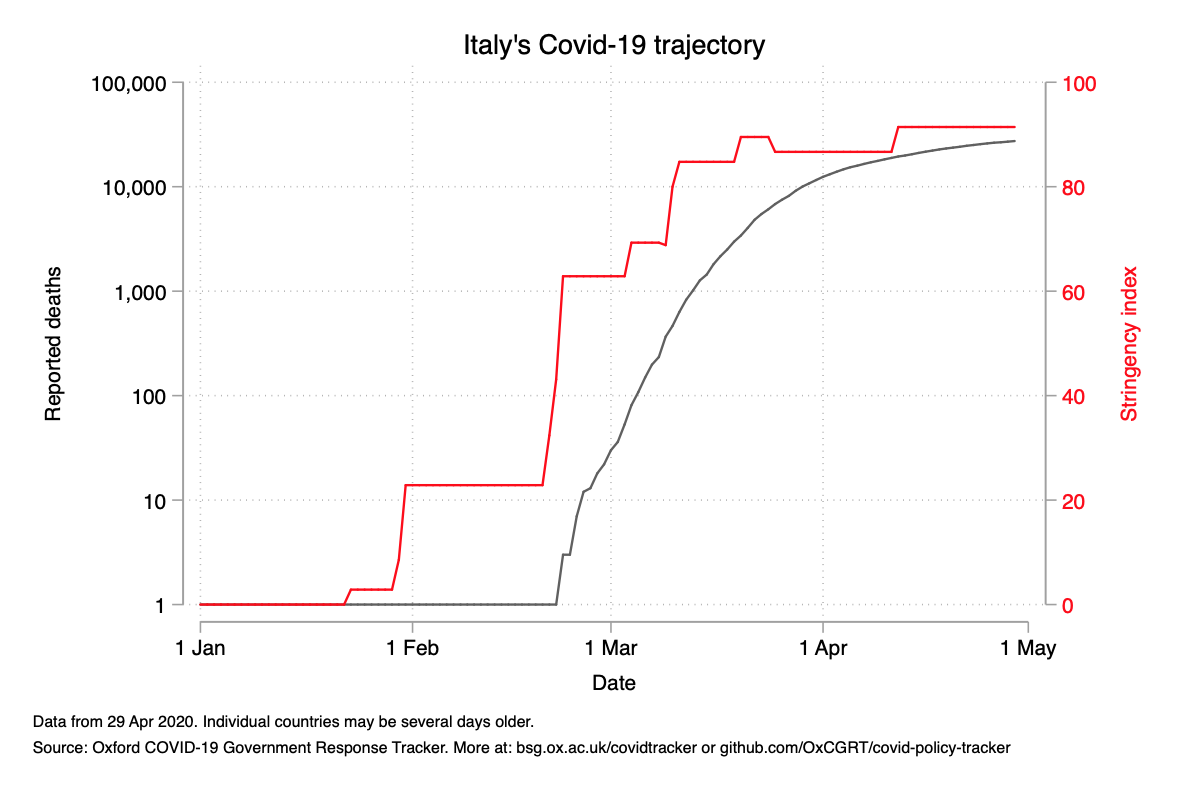 Italy's Covid-19 trajectory
100,000
10,000
1,000
100
10
1
Reported deaths
100
80
60
40
20
0
Stringency index
1 Jan
1 Feb
1 Mar
1 Apr
1 May
Date
Data from 29 Apr 2020. Individual countries may be several days older.
Source: Oxford COVID-19 Government Response Tracker. More at: bsg.ox.ac.uk/covidtracker or github.com/OxCGRT/covid-policy-tracker